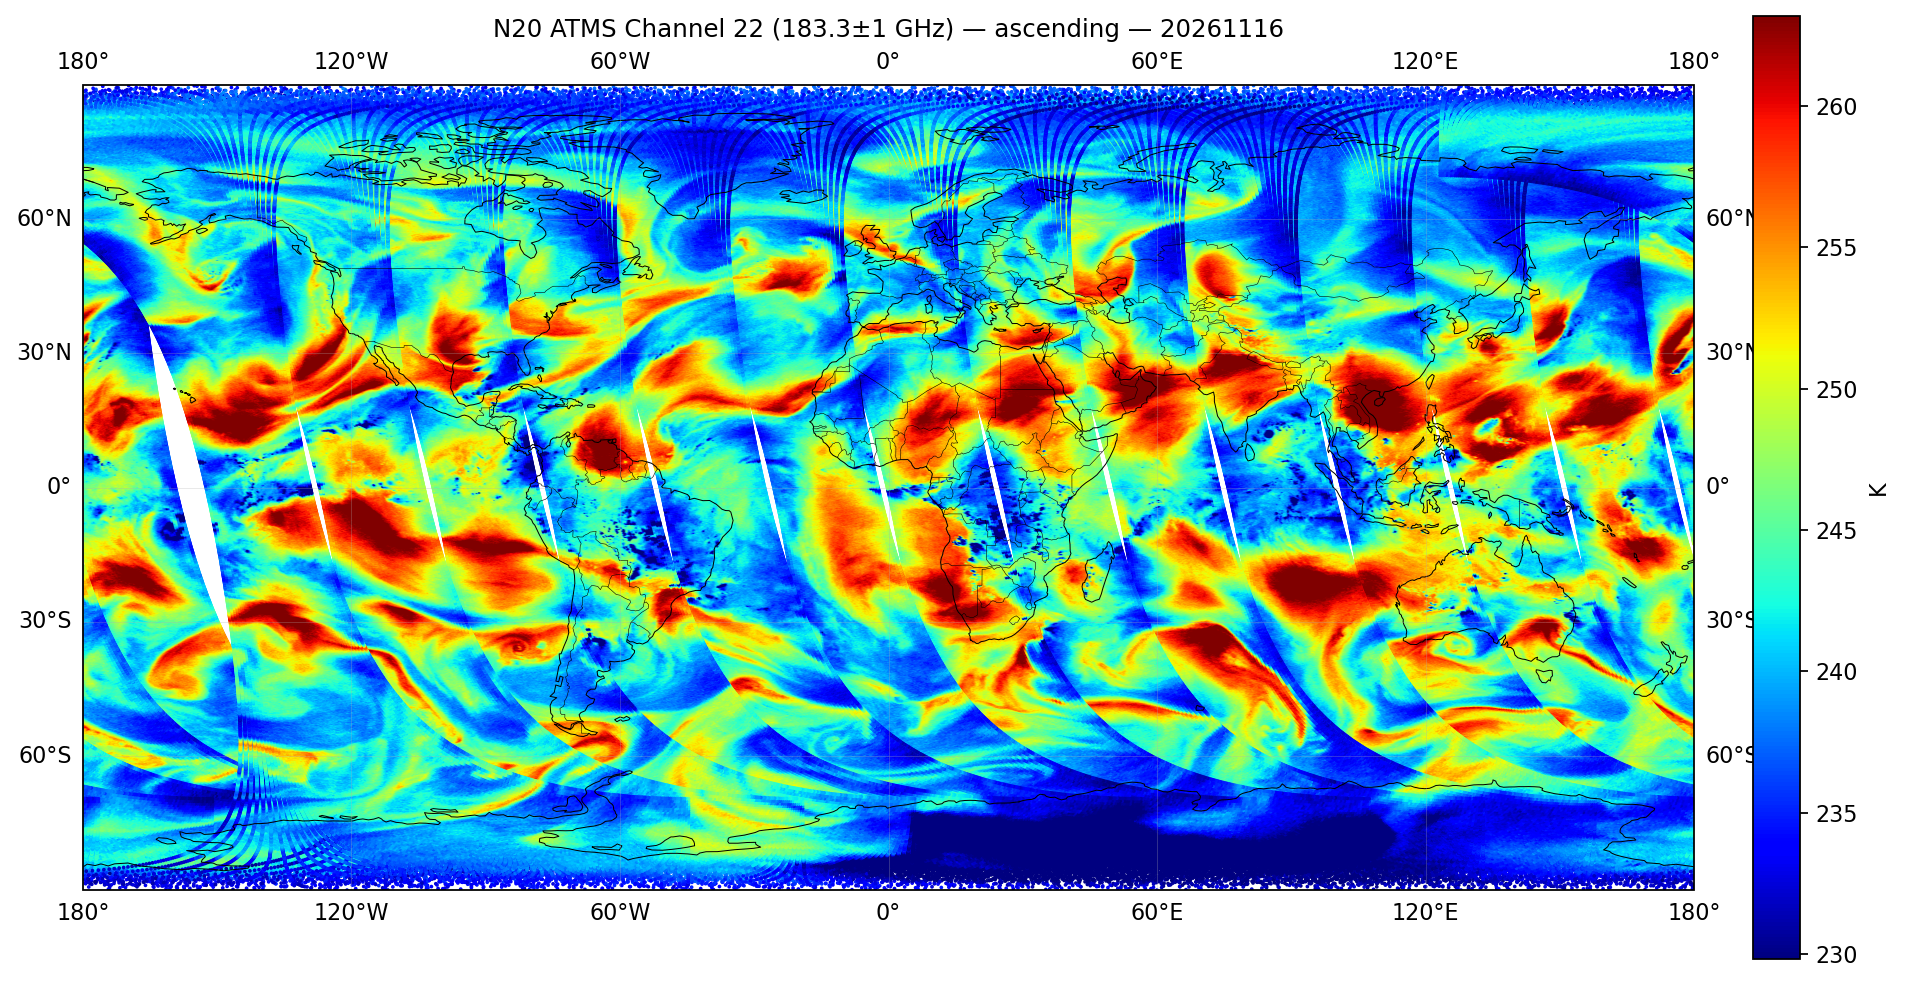 N20 ATMS Channel 22 (183.3±1 GHz) — ascending — 20261116
180° 120°W 60°W 0° 60°E 120°E 180°
60°N 60°N
30°N 30°N
0° 0°
30°S 30°S
60°S 60°S
180° 120°W 60°W 0° 60°E 120°E 180°
260
255
250
245
240
235
230
K